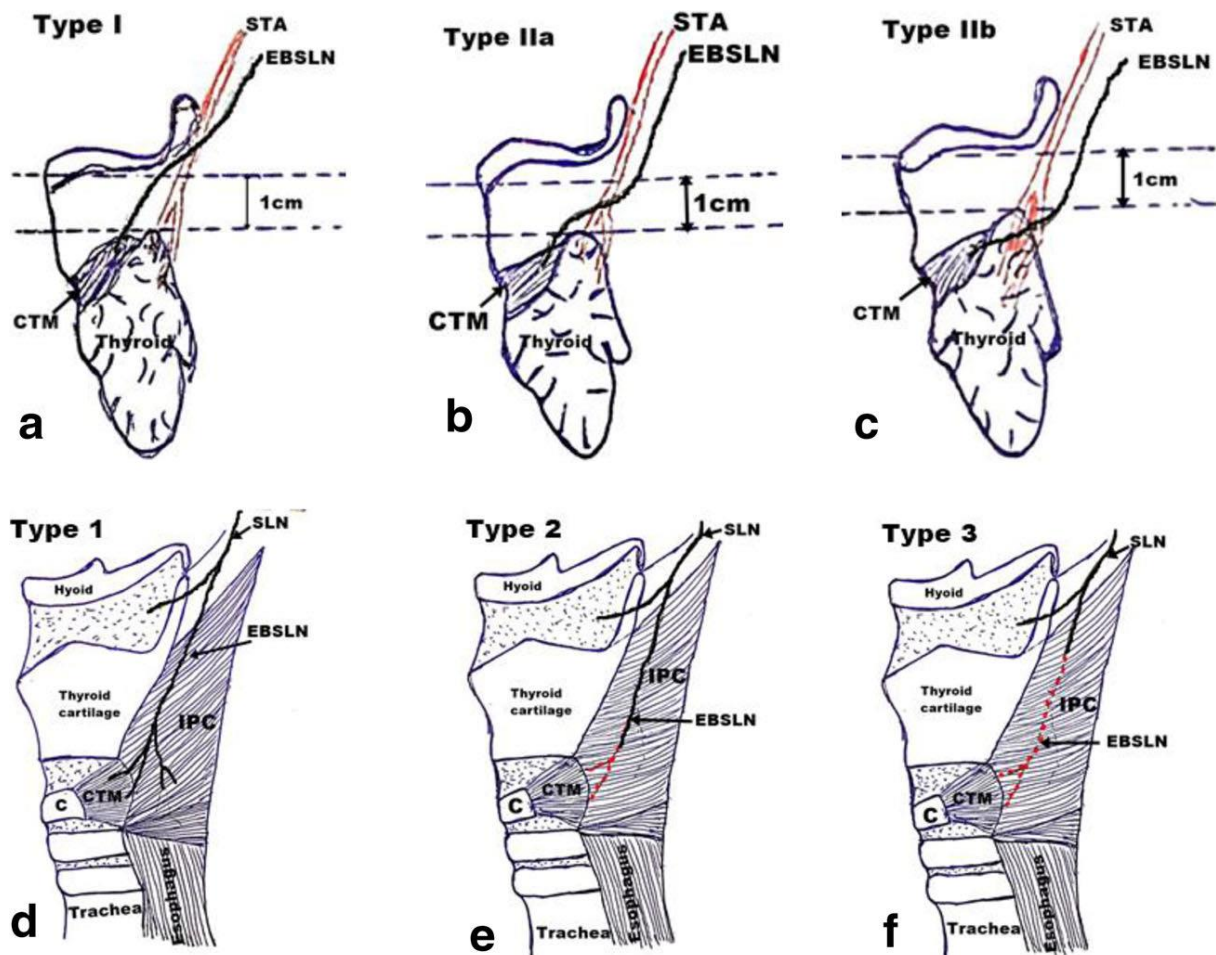 Type I
STA
EBSLN
1cm
CTM
Thyroid
a
Type IIa
STA
EBSLN
1cm
CTM
Thyroid
b
Type IIb
STA
EBSLN
1cm
CTM
Thyroid
c
Type 1
SLN
Hyoid
EBSLN
Thyroid
cartilage
IPC
CTM
C
Trachea
Esophagus
d
Type 2
SLN
Hyoid
IPC
Thyroid
cartilage
EBSLN
CTM
C
Trachea
Esophagus
e
Type 3
SLN
Hyoid
IPC
Thyroid
cartilage
EBSLN
CTM
C
Trachea
Esophagus
f